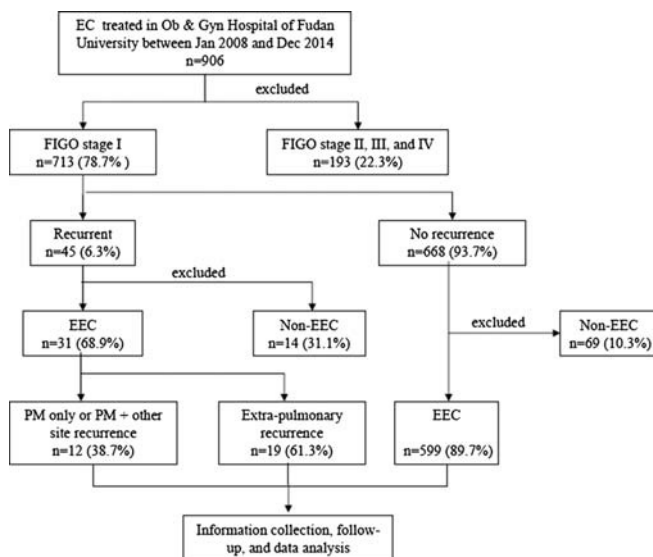 EC treated in Ob & Gyn Hospital of Fudan
University between Jan 2008 and Dec 2014
n=906
excluded
FIGO stage I
n=713 (78.7% )
FIGO stage II, III, and IV
n=193 (22.3%)
Recurrent
n=45 (6.3%)
No recurrence
n=668 (93.7%)
excluded
EEC
n=31 (68.9%)
Non-EEC
n=14 (31.1%)
excluded
Non-EEC
n=69 (10.3%)
PM only or PM + other
site recurrence
n=12 (38.7%)
Extra-pulmonary
recurrence
n=19 (61.3%)
EEC
n=599 (89.7%)
Information collection, follow-
up, and data analysis